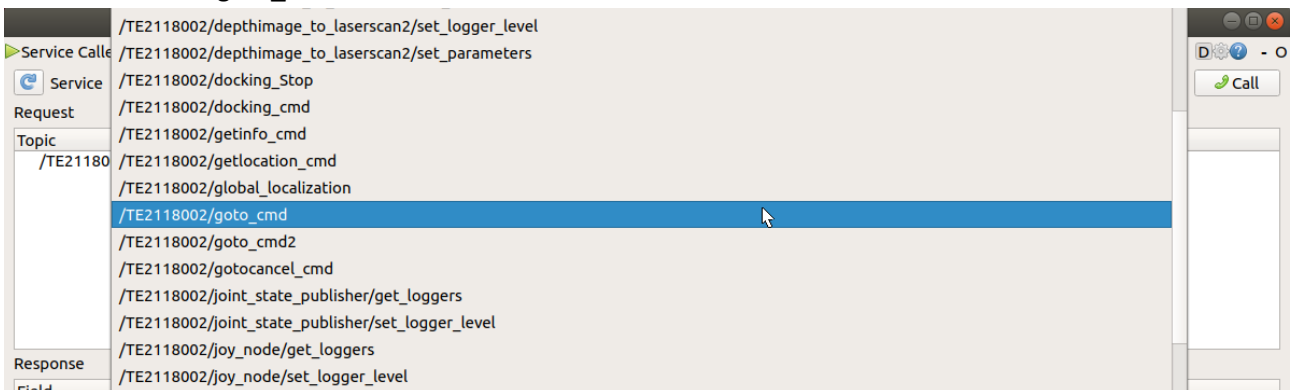 /TE2118002/depthimage_to_laserscan2/set_logger_level
Service Calle
/TE2118002/depthimage_to_laserscan2/set_parameters
D
- O
Service
/TE2118002/docking_Stop
Call
Request
/TE2118002/docking_cmd
Topic
/TE2118002/getinfo_cmd
/TE21180
/TE2118002/getlocation_cmd
/TE2118002/global_localization
/TE2118002/goto_cmd
/TE2118002/goto_cmd2
/TE2118002/gotocancel_cmd
/TE2118002/joint_state_publisher/get_loggers
/TE2118002/joint_state_publisher/set_logger_level
/TE2118002/joy_node/get_loggers
Response
/TE2118002/joy_node/set_logger_level